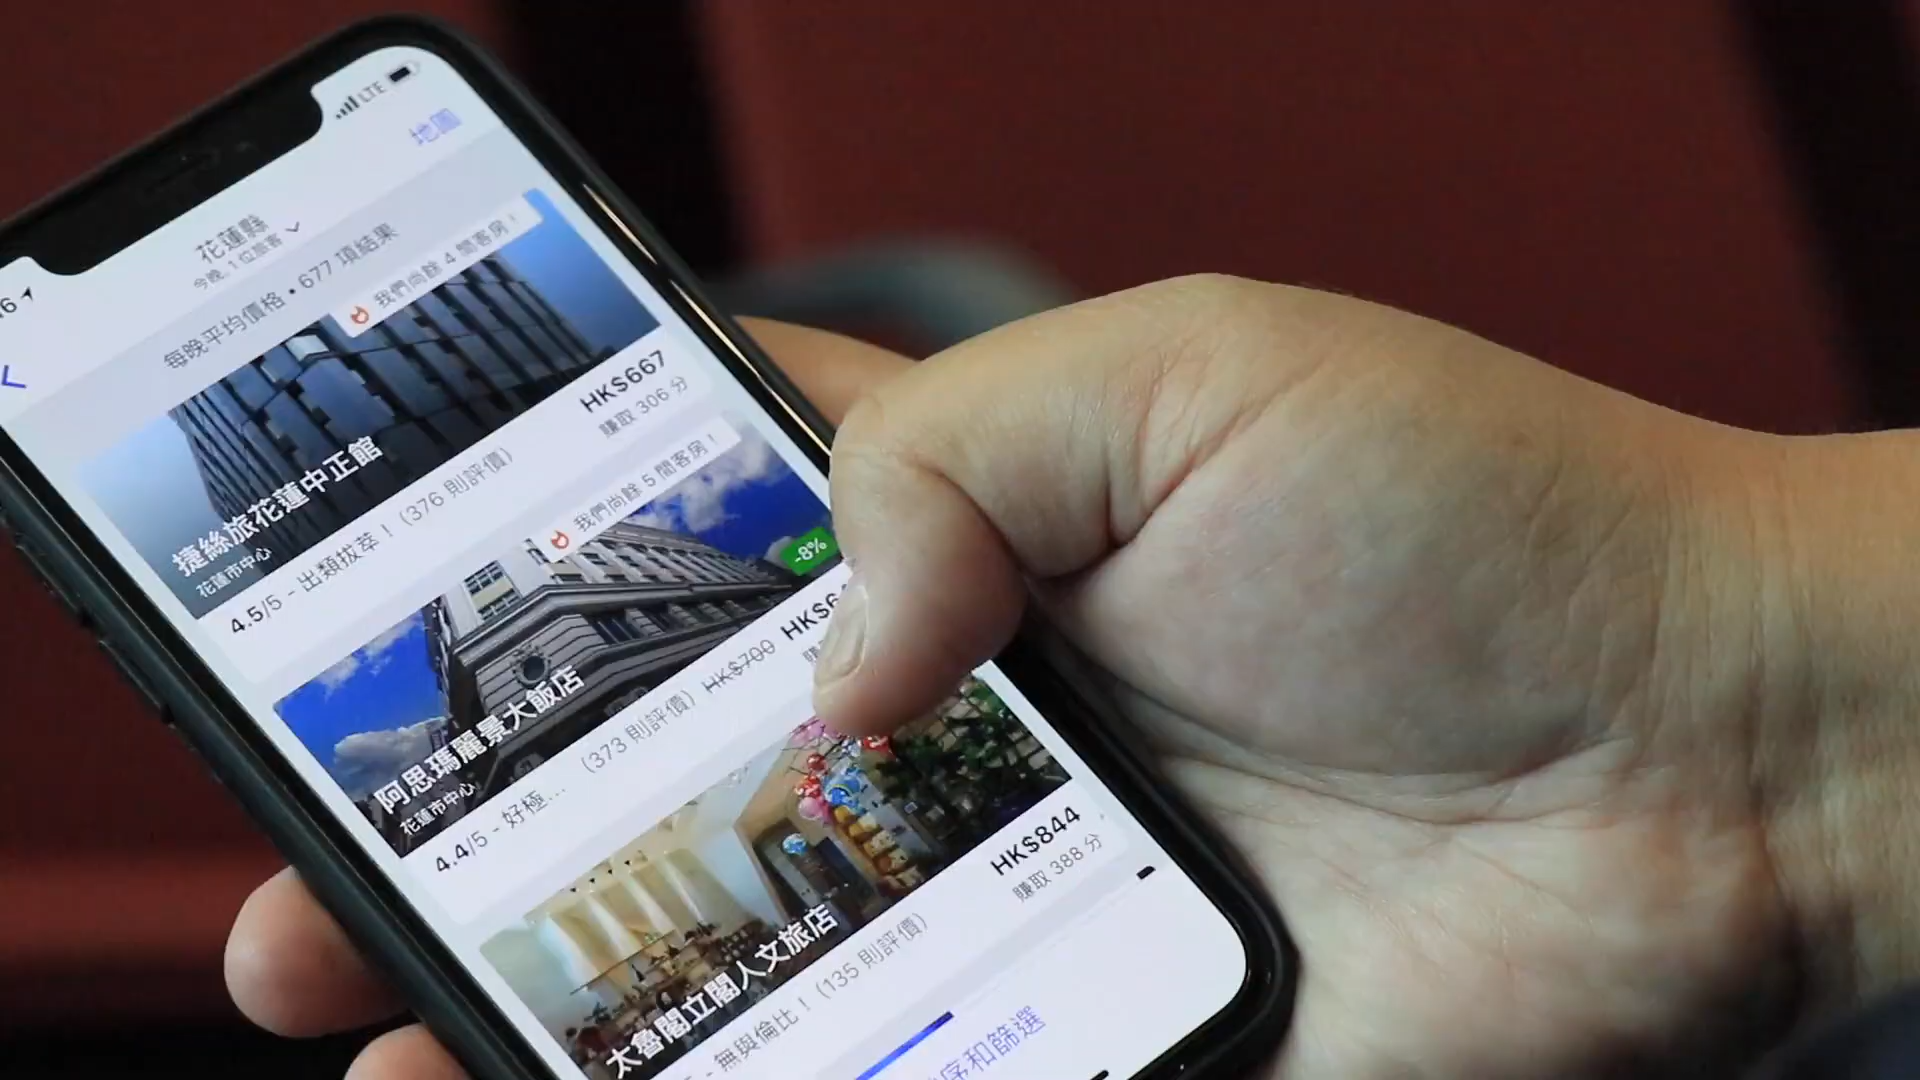 LTE
地圖
花蓮縣
今晚, 1 位旅客
每晚平均價格 • 677 項結果
我們尚餘 4 間客房！
捷絲旅花蓮中正館
花蓮市中心
HK$667
賺取 306 分
4.5/5 - 出類拔萃！ (376 則評價)
我們尚餘 5 間客房！
-8%
阿思瑪麗景大飯店
花蓮市中心
HK$700
4.4/5 - 好極... (373 則評價)
太魯閣立閣人文旅店
HK$844
賺取 388 分
- 無與倫比！ (135 則評價)
序和篩選